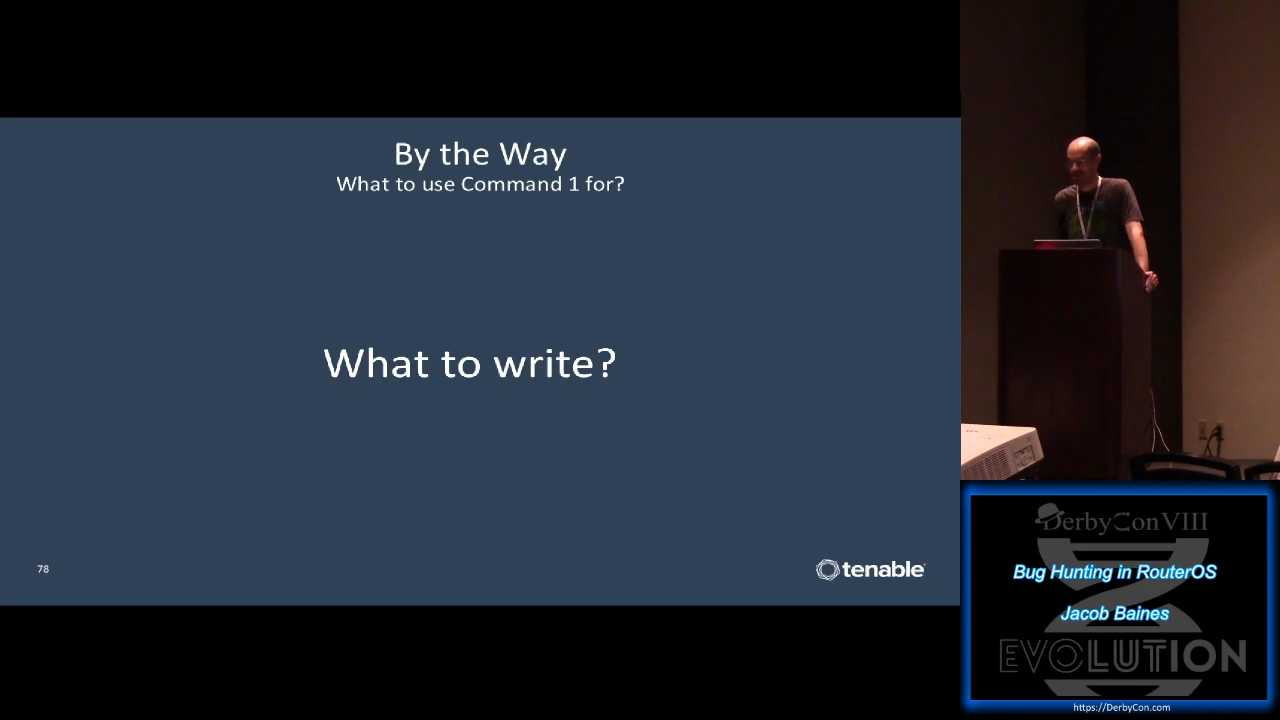 By the Way
What to use Command 1 for?
What to write?
78
tenable
DerbyCon VIII
Bug Hunting in RouterOS
Jacob Baines
EVOLUTION
https://DerbyCon.com